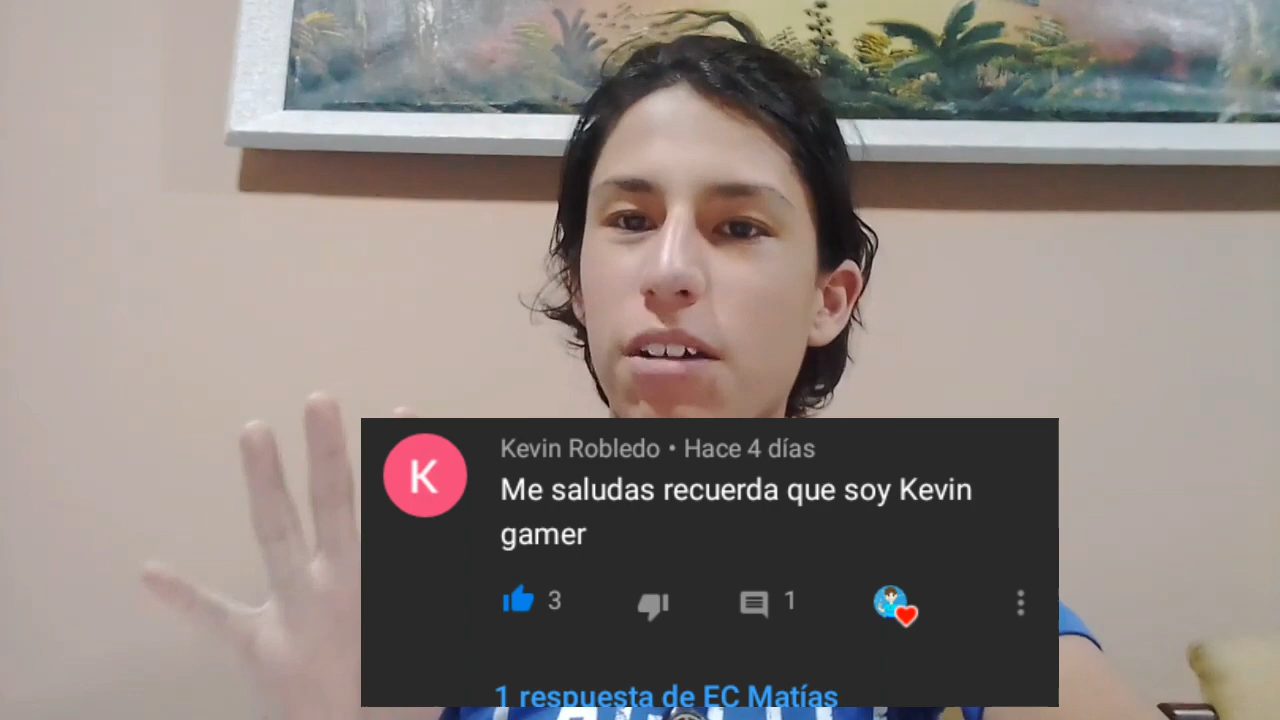 Kevin Robledo • Hace 4 días
Me saludas recuerda que soy Kevin
gamer
3
1
1 respuesta de EC Matías